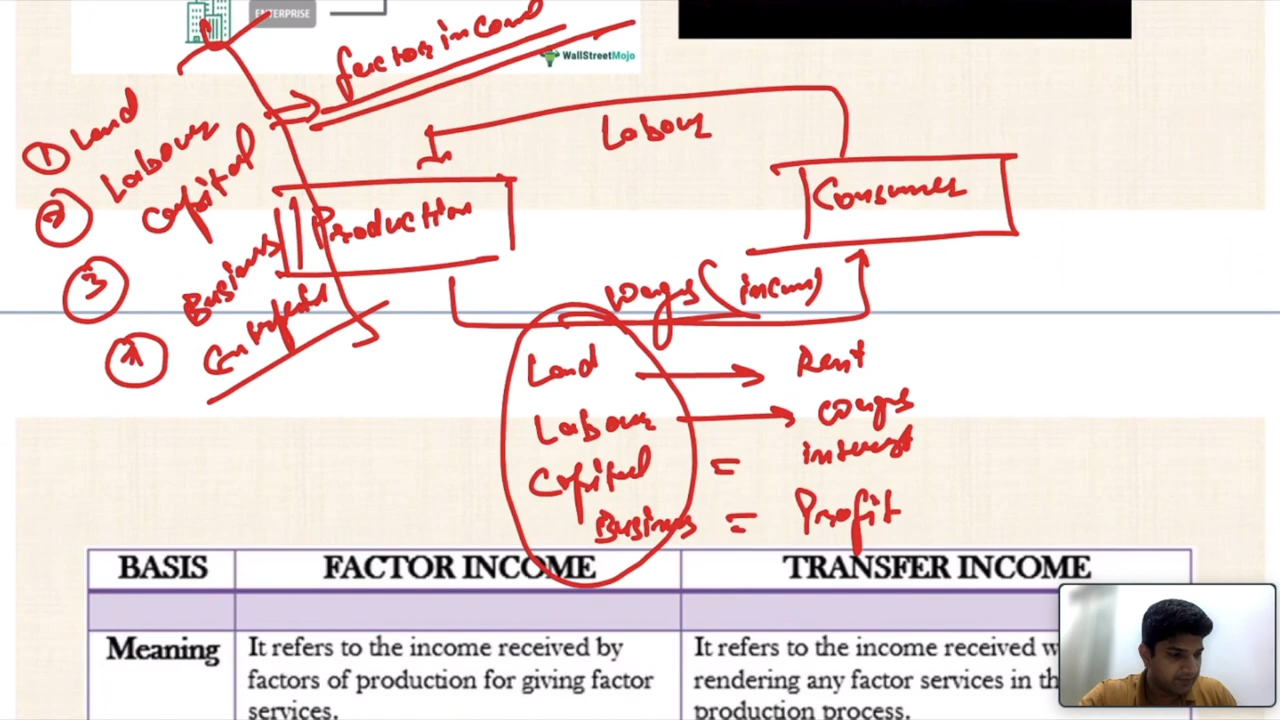 ENTERPRISE
factor income
WallStreetMojo
① Land
② Labour
Capital
③ Business
④ Enterprise
Labour
Production
Consumer
Wages (income)
Land → Rent
Labour → Wages
Capital = interest
Business = Profit
BASIS FACTOR INCOME TRANSFER INCOME
Meaning It refers to the income received by It refers to the income received w
factors of production for giving factor rendering any factor services in th
services. production process.